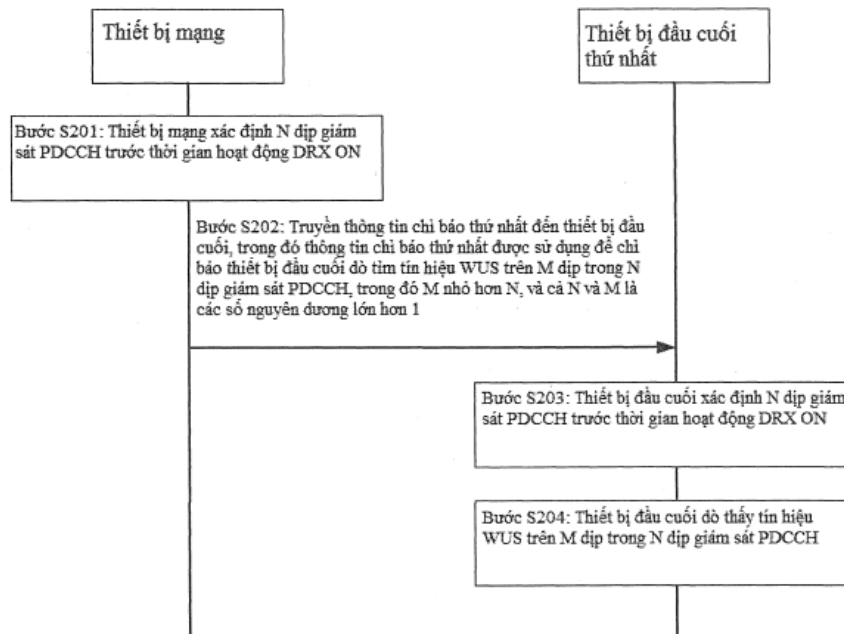 Thiết bị mạng
Thiết bị đầu cuối
thứ nhất
Bước S201: Thiết bị mạng xác định N dịp giám
sát PDCCH trước thời gian hoạt động DRX ON
Bước S202: Truyền thông tin chỉ báo thứ nhất đến thiết bị đầu
cuối, trong đó thông tin chỉ báo thứ nhất được sử dụng để chỉ
báo thiết bị đầu cuối dò tìm tín hiệu WUS trên M dịp trong N
dịp giám sát PDCCH, trong đó M nhỏ hơn N, và cả N và M là
các số nguyên dương lớn hơn 1
Bước S203: Thiết bị đầu cuối xác định N dịp giám
sát PDCCH trước thời gian hoạt động DRX ON
Bước S204: Thiết bị đầu cuối dò thấy tín hiệu
WUS trên M dịp trong N dịp giám sát PDCCH